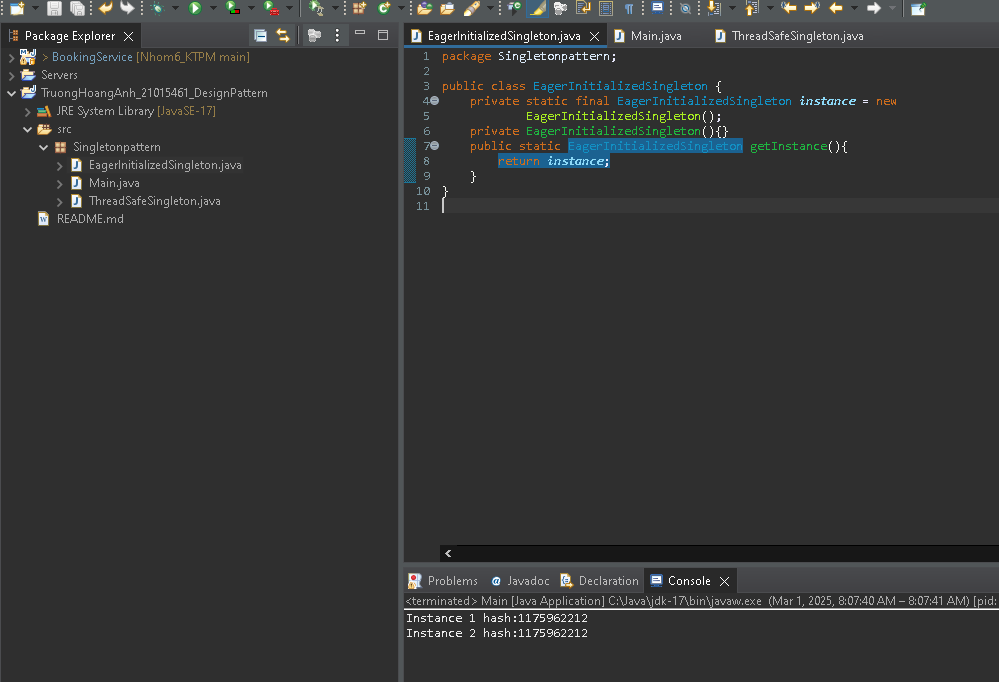 Package Explorer
> BookingService [Nhom6_KTPM main]
Servers
TruongHoangAnh_21015461_DesignPattern
JRE System Library [JavaSE-17]
src
Singletonpattern
EagerInitializedSingleton.java
Main.java
ThreadSafeSingleton.java
README.md
EagerInitializedSingleton.java Main.java ThreadSafeSingleton.java
1 package Singletonpattern;
2
3 public class EagerInitializedSingleton {
4 private static final EagerInitializedSingleton instance = new
5 EagerInitializedSingleton();
6 private EagerInitializedSingleton(){}
7 public static EagerInitializedSingleton getInstance(){
8 return instance;
9 }
10 }
11
Problems Javadoc Declaration Console
<terminated> Main [Java Application] C:\Java\jdk-17\bin\javaw.exe (Mar 1, 2025, 8:07:40 AM – 8:07:41 AM) [pid:
Instance 1 hash:1175962212
Instance 2 hash:1175962212